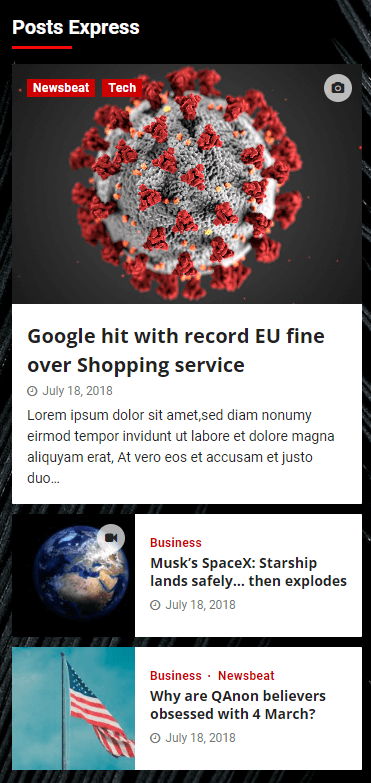 Posts Express
Newsbeat Tech
Google hit with record EU fine
over Shopping service
July 18, 2018
Lorem ipsum dolor sit amet,sed diam nonumy
eirmod tempor invidunt ut labore et dolore magna
aliquyam erat, At vero eos et accusam et justo
duo...
Business
Musk's SpaceX: Starship
lands safely… then explodes
July 18, 2018
Business · Newsbeat
Why are QAnon believers
obsessed with 4 March?
July 18, 2018